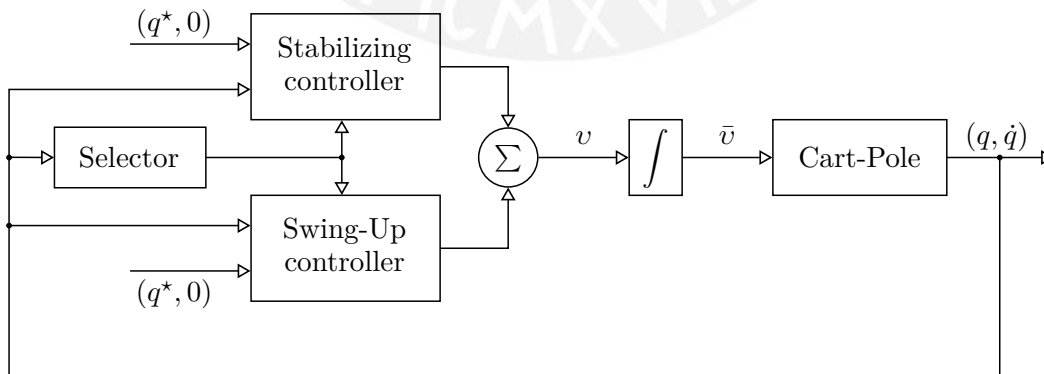 (q⋆, 0)
Stabilizing
controller
Selector
∑
υ
∫
ῡ
Cart-Pole
(q, q̇)
Swing-Up
controller
(q⋆, 0)